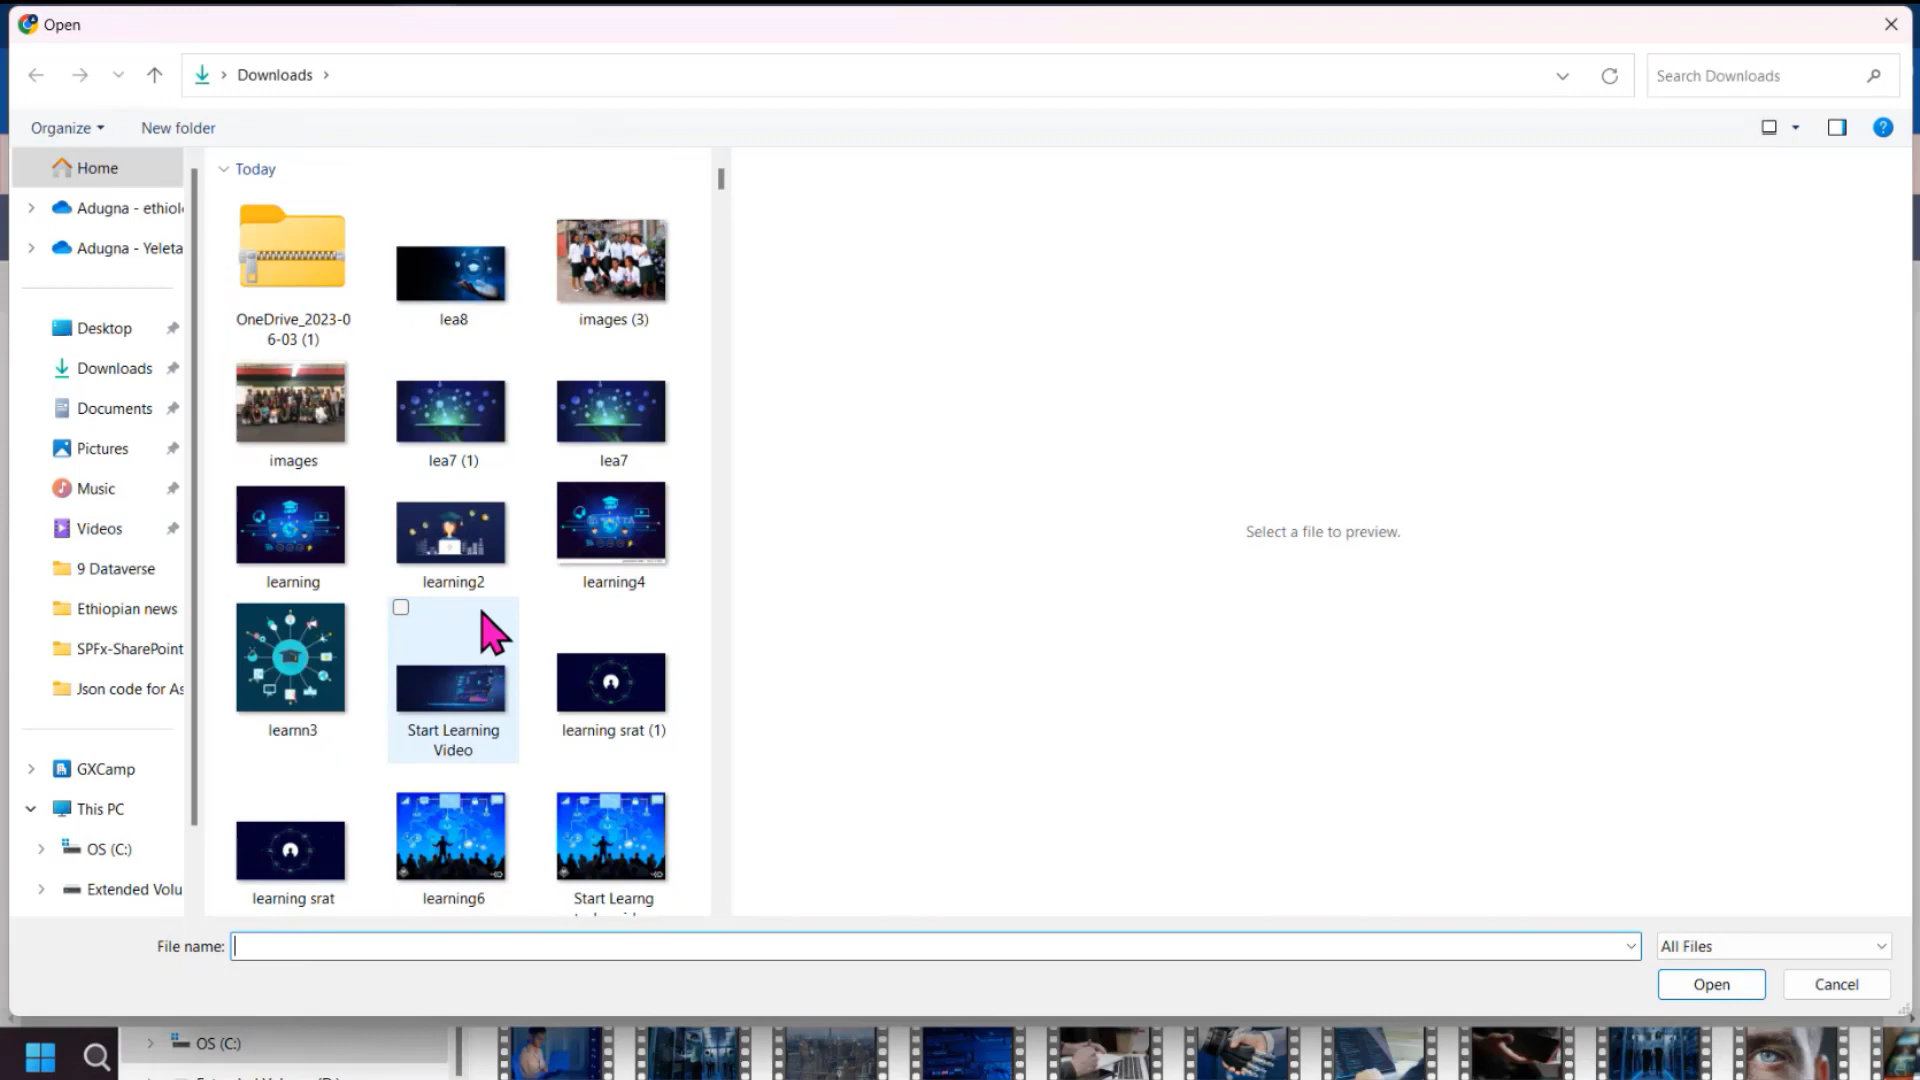 Open
Downloads
Search Downloads
Organize
New folder
Home
Adugna - ethiol
Adugna - Yeleta
Desktop
Downloads
Documents
Pictures
Music
Videos
9 Dataverse
Ethiopian news
SPFx-SharePoint
Json code for As
GXCamp
This PC
OS (C:)
Extended Volu
Today
OneDrive_2023-0
6-03 (1)
lea8
images (3)
images
lea7 (1)
lea7
learning
learning2
learning4
learn3
Start Learning
Video
learning srat (1)
learning srat
learning6
Start Learng
Select a file to preview.
File name:
All Files
Open
Cancel
OS (C:)